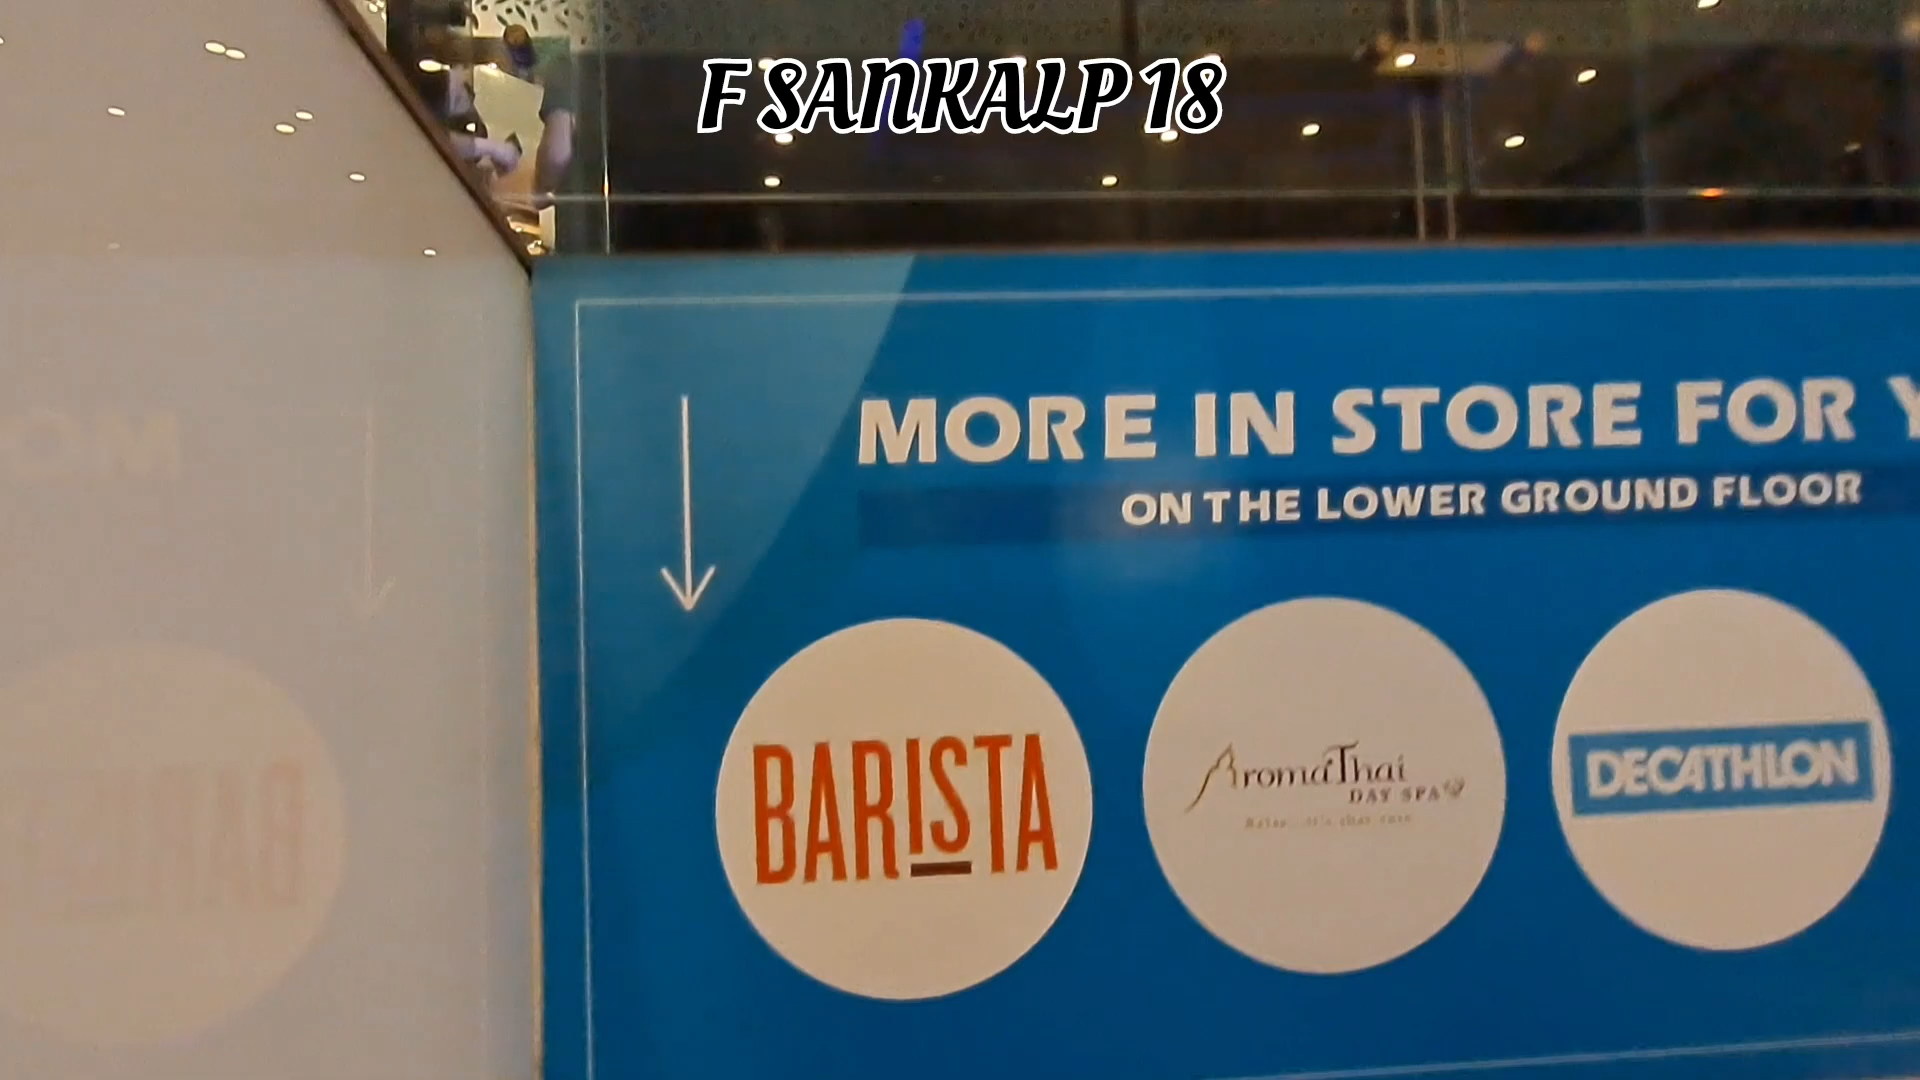 F SANKALP 18
MORE IN STORE FOR Y
ON THE LOWER GROUND FLOOR
BARISTA
AromaThai
DAY SPA
DECATHLON